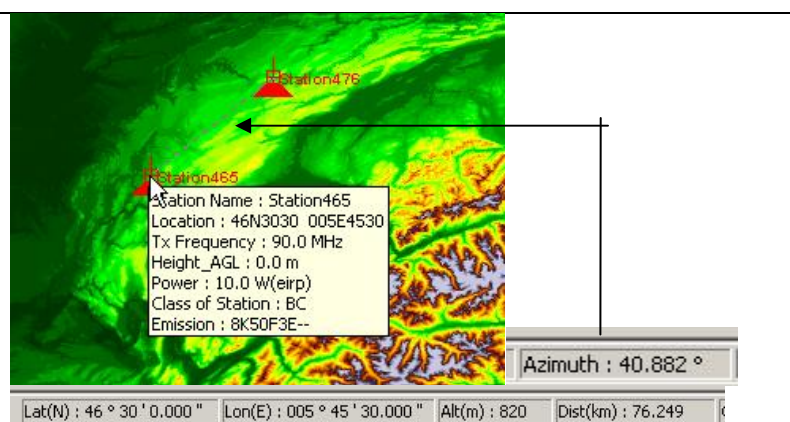 Station476
Station465
Station Name : Station465
Location : 46N3030 005E4530
Tx Frequency : 90.0 MHz
Height_AGL : 0.0 m
Power : 10.0 W(eirp)
Class of Station : BC
Emission : 8K50F3E--
Azimuth : 40.882 °
Lat(N) : 46 ° 30 ' 0.000 " Lon(E) : 005 ° 45 ' 30.000 " Alt(m) : 820 Dist(km) : 76.249